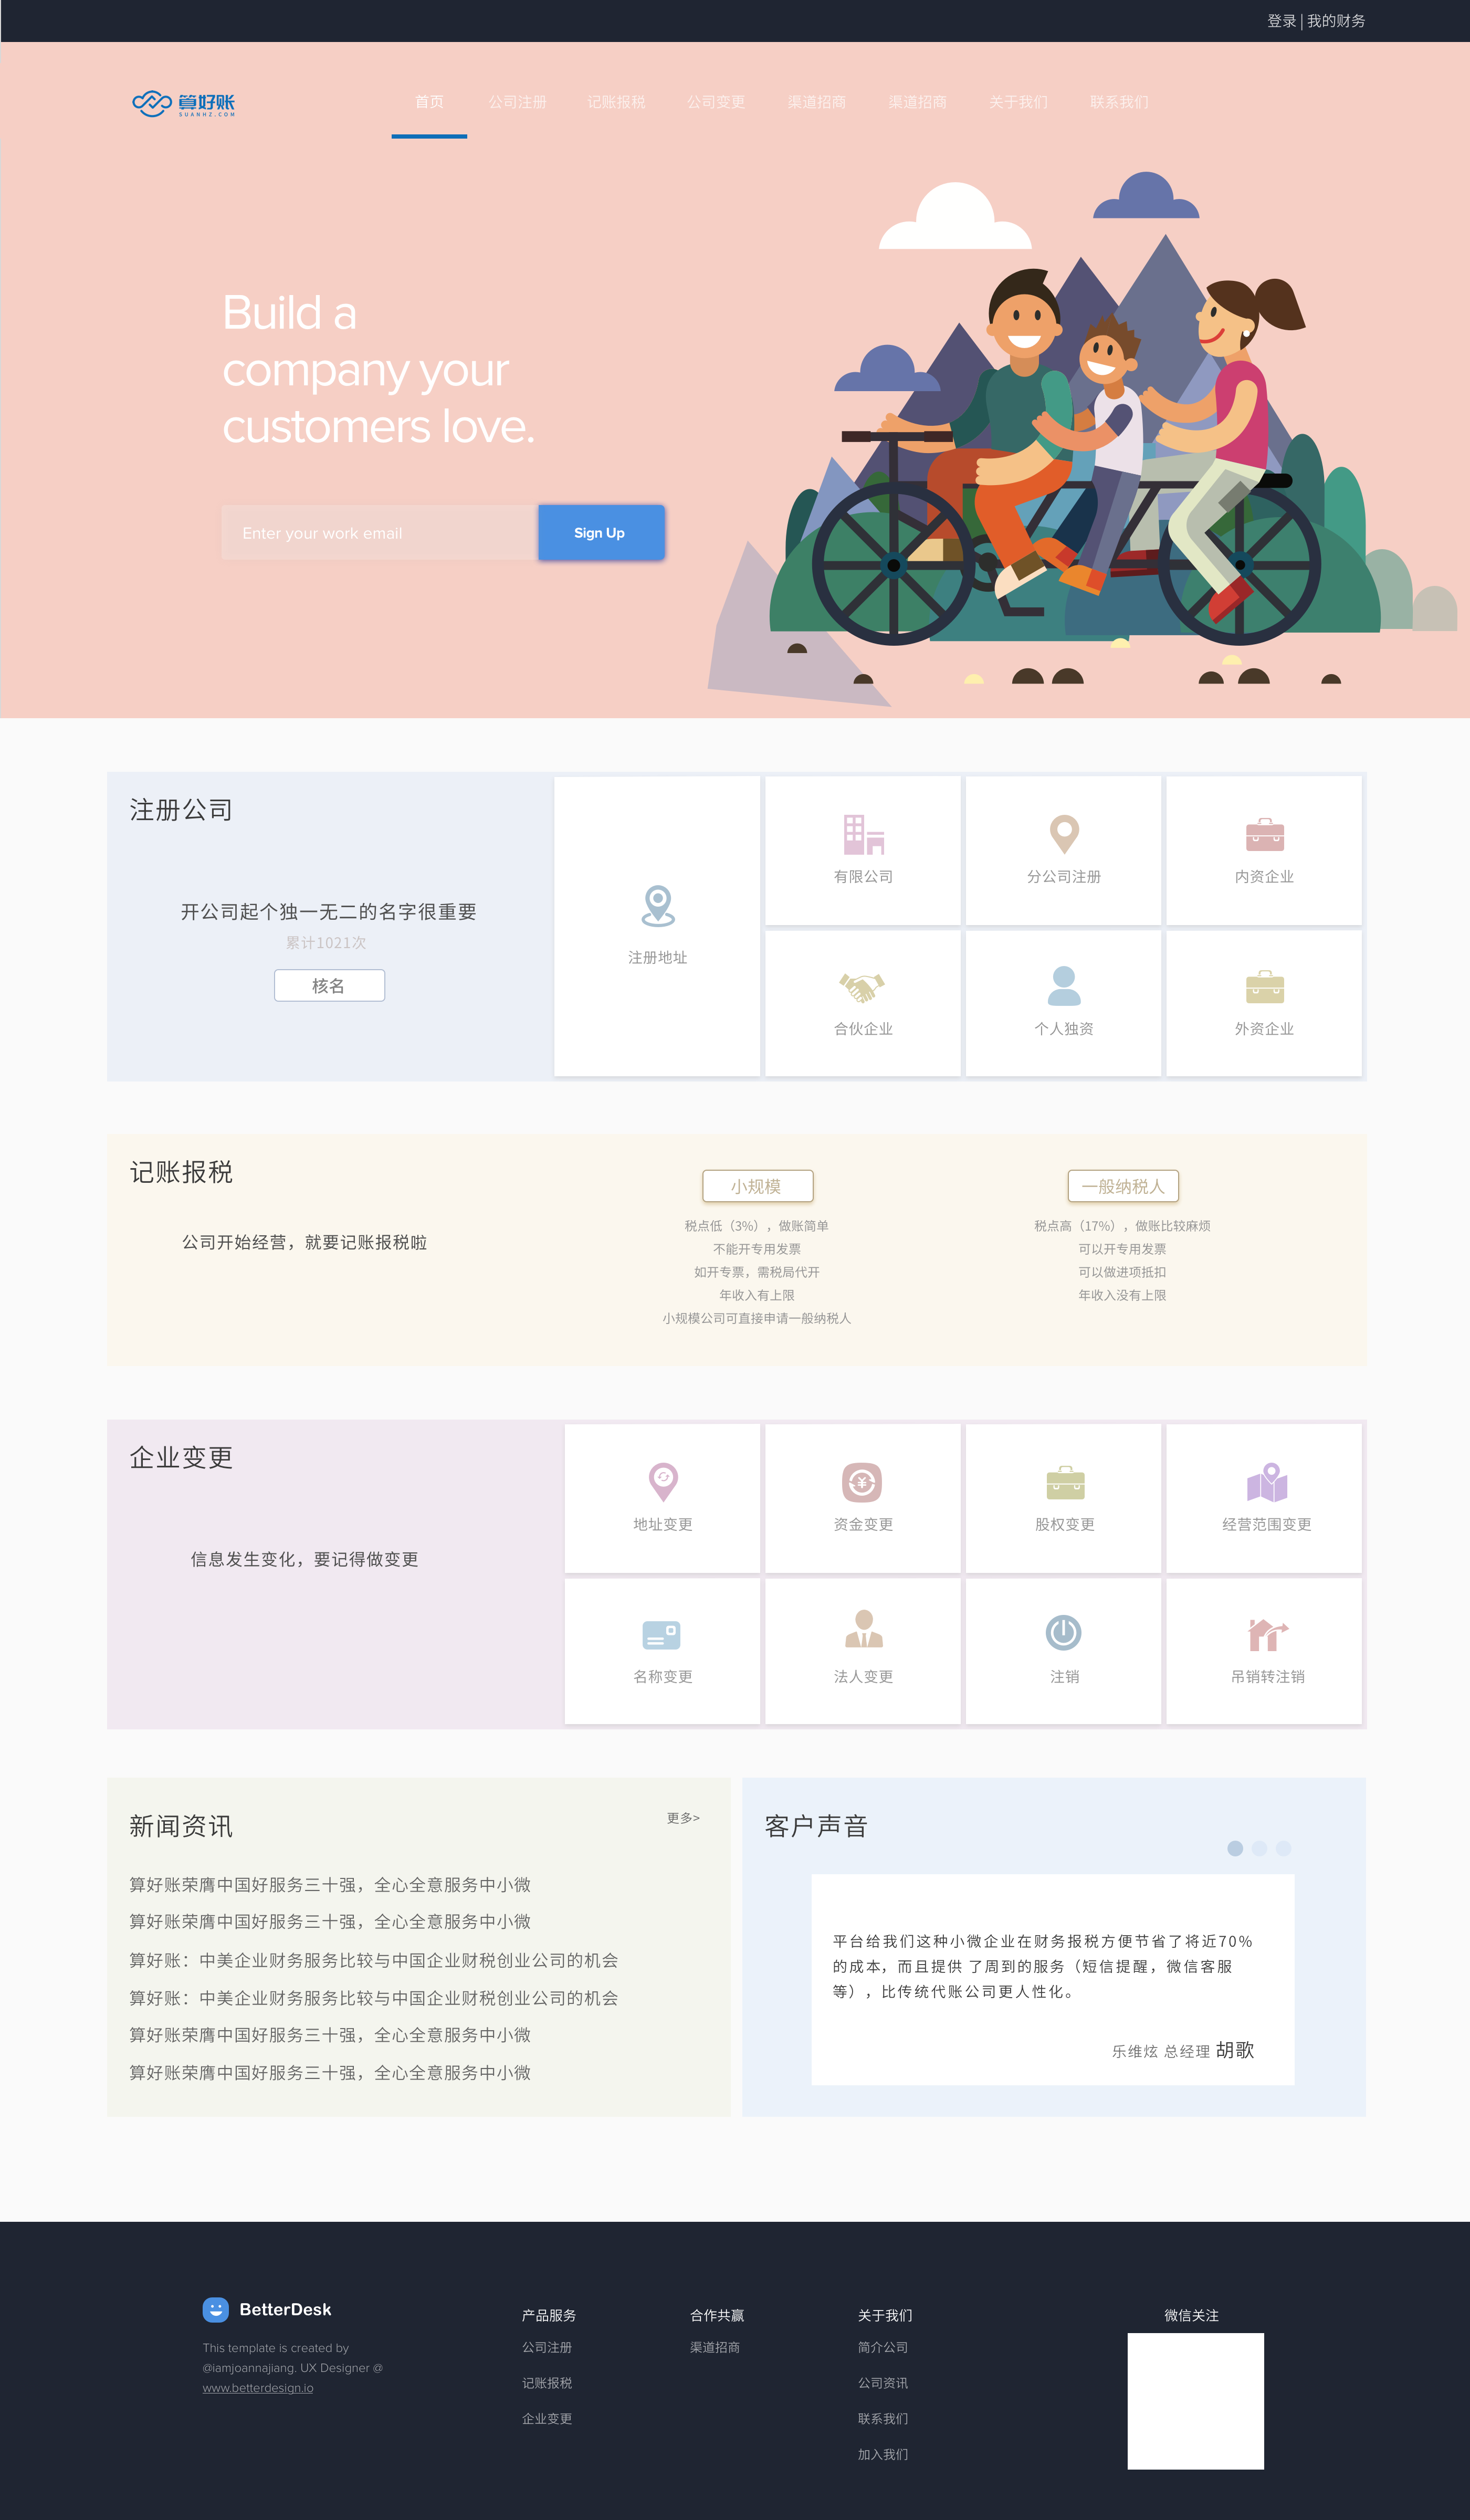 登录 | 我的财务
算好账
SUANHZ.COM
首页 公司注册 记账报税 公司变更 渠道招商 渠道招商 关于我们 联系我们
Build a
company your
customers love.
Enter your work email
Sign Up
注册公司
开公司起个独一无二的名字很重要
累计1021次
核名
注册地址
有限公司
分公司注册
内资企业
合伙企业
个人独资
外资企业
记账报税
公司开始经营，就要记账报税啦
小规模
税点低（3%），做账简单
不能开专用发票
如开专票，需税局代开
年收入有上限
小规模公司可直接申请一般纳税人
一般纳税人
税点高（17%），做账比较麻烦
可以开专用发票
可以做进项抵扣
年收入没有上限
企业变更
信息发生变化，要记得做变更
地址变更
资金变更
股权变更
经营范围变更
名称变更
法人变更
注销
吊销转注销
新闻资讯
更多>
算好账荣膺中国好服务三十强，全心全意服务中小微
算好账荣膺中国好服务三十强，全心全意服务中小微
算好账：中美企业财务服务比较与中国企业财税创业公司的机会
算好账：中美企业财务服务比较与中国企业财税创业公司的机会
算好账荣膺中国好服务三十强，全心全意服务中小微
算好账荣膺中国好服务三十强，全心全意服务中小微
客户声音
平台给我们这种小微企业在财务报税方便节省了将近70%
的成本，而且提供 了周到的服务（短信提醒，微信客服
等），比传统代账公司更人性化。
乐维炫 总经理 胡歌
BetterDesk
This template is created by
@iamjoannajiang. UX Designer @
www.betterdesign.io
产品服务
公司注册
记账报税
企业变更
合作共赢
渠道招商
关于我们
简介公司
公司资讯
联系我们
加入我们
微信关注